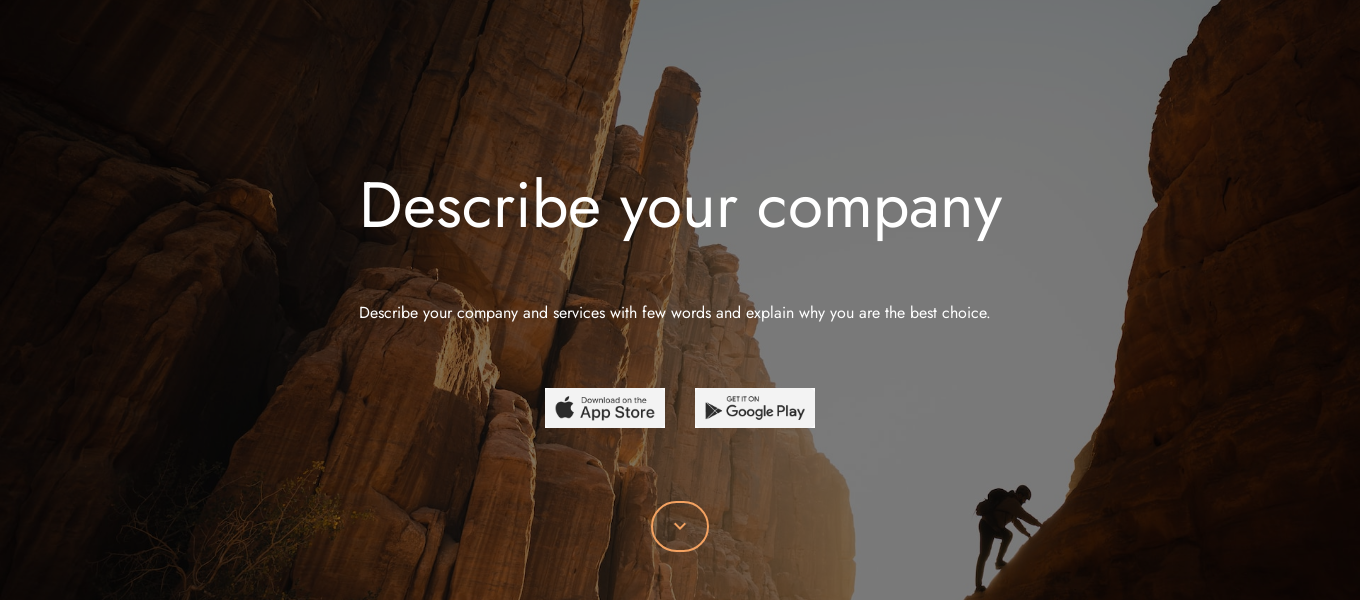 Describe your company
Describe your company and services with few words and explain why you are the best choice.
Download on the
App Store
GET IT ON
Google Play